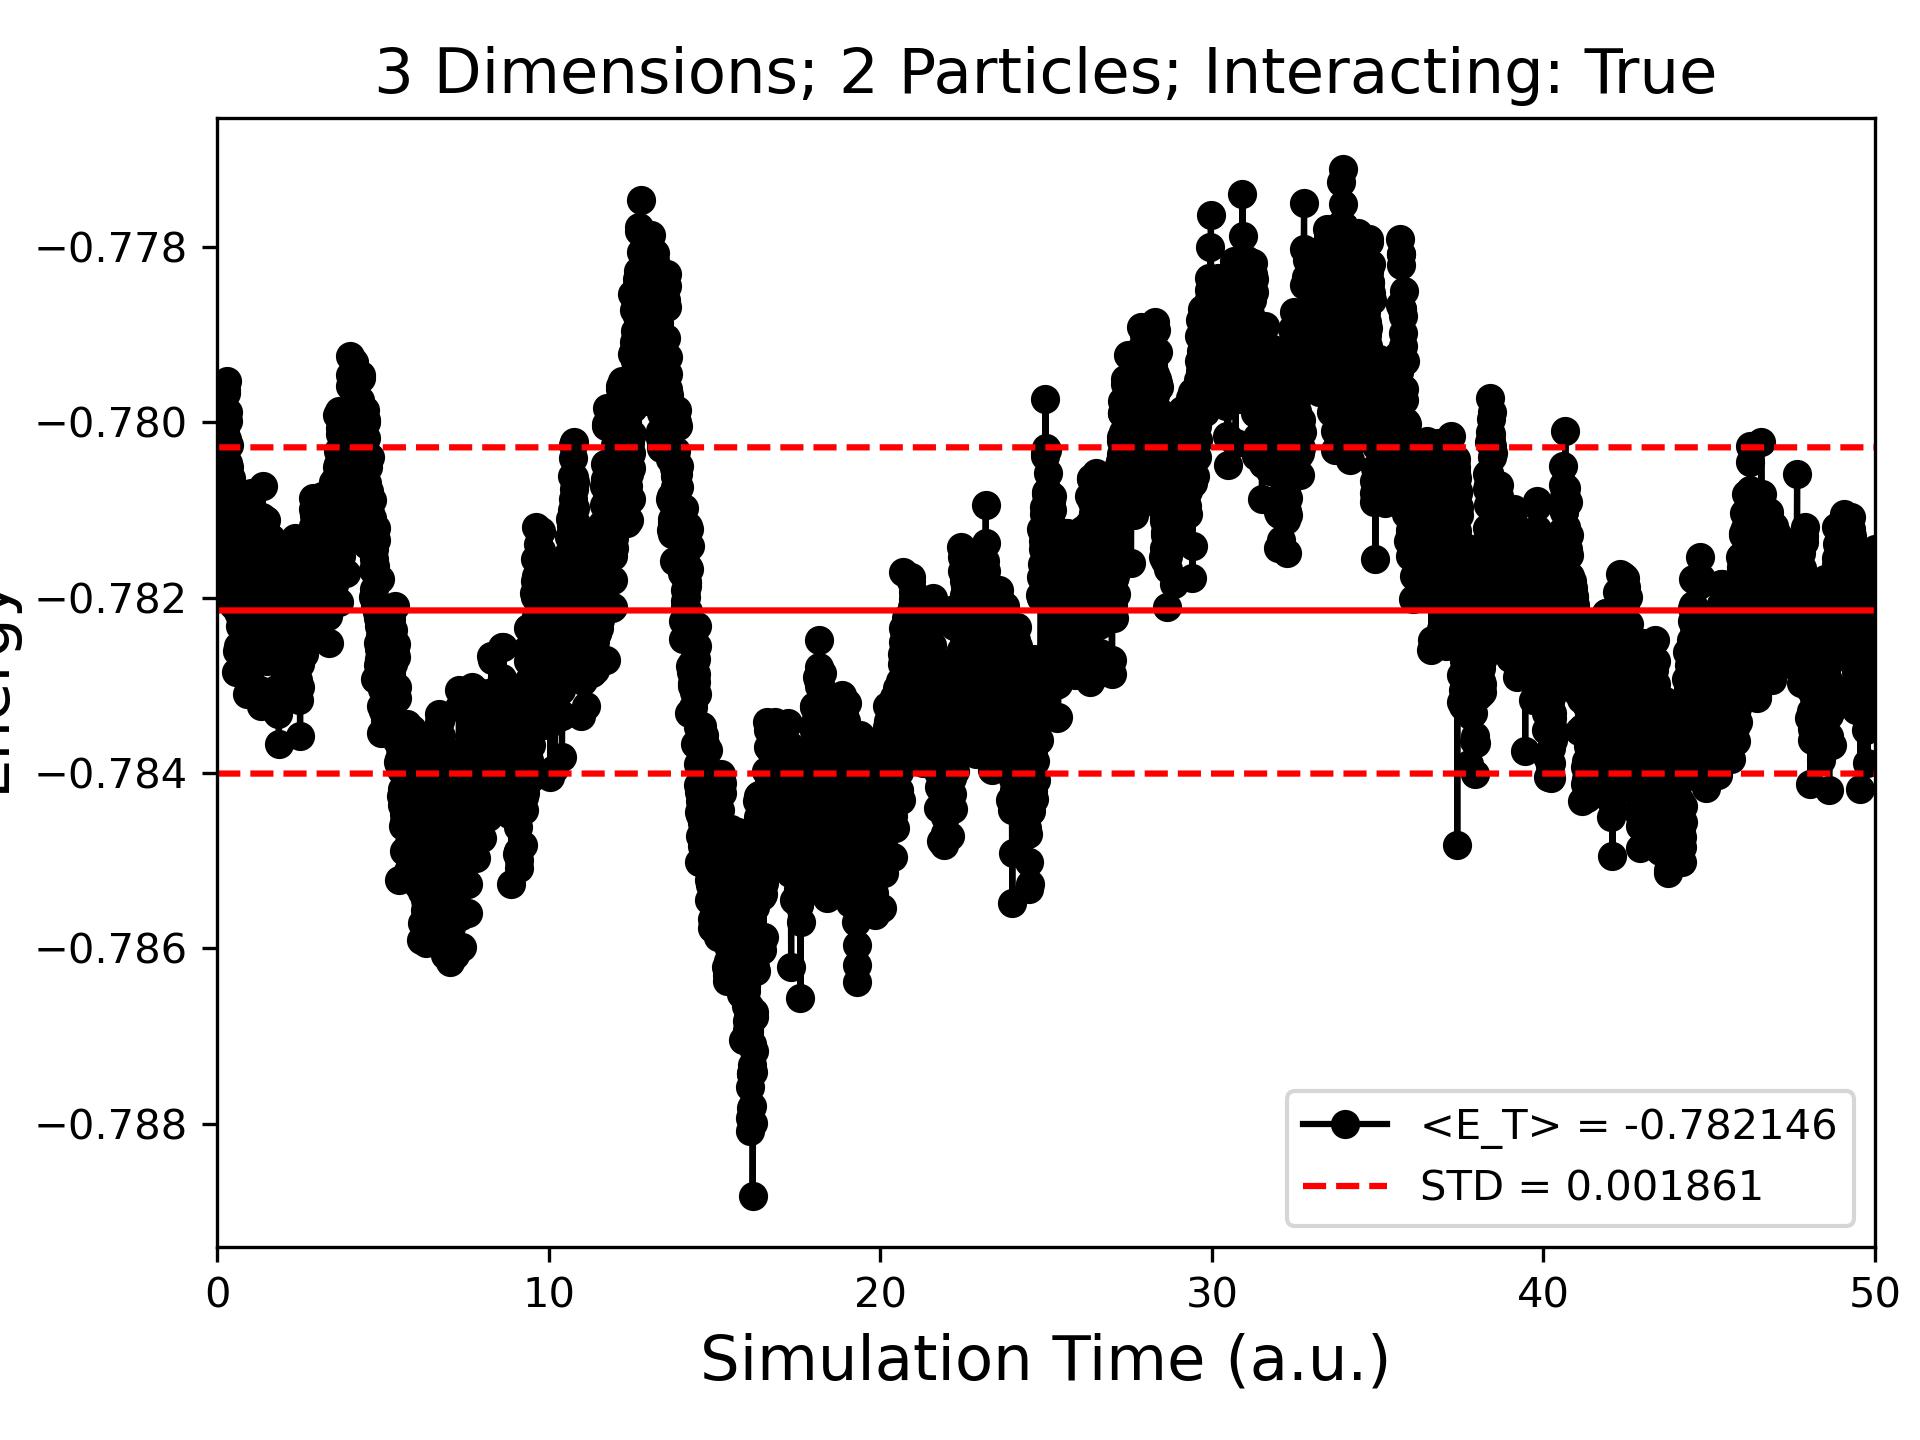 3 Dimensions; 2 Particles; Interacting: True
Energy
−0.778
−0.780
−0.782
−0.784
−0.786
−0.788
<E_T> = -0.782146
STD = 0.001861
0 10 20 30 40 50
Simulation Time (a.u.)